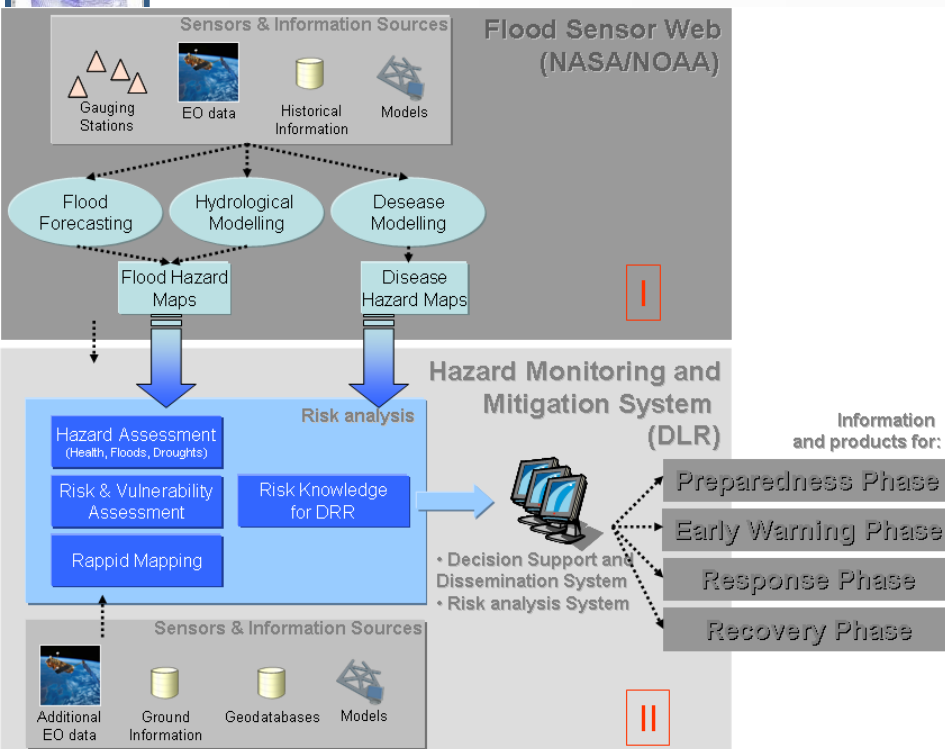 Sensors & Information Sources
Flood Sensor Web
(NASA/NOAA)
Gauging
Stations
EO data
Historical
Information
Models
Flood
Forecasting
Hydrological
Modelling
Desease
Modelling
Flood Hazard
Maps
Disease
Hazard Maps
I
Hazard Monitoring and
Mitigation System
(DLR)
Risk analysis
Hazard Assessment
(Health, Floods, Droughts)
Risk & Vulnerability
Assessment
Rappid Mapping
Risk Knowledge
for DRR
• Decision Support and
Dissemination System
• Risk analysis System
Information
and products for:
Preparedness Phase
Early Warning Phase
Response Phase
Recovery Phase
Sensors & Information Sources
Additional
EO data
Ground
Information
Geodatabases
Models
II